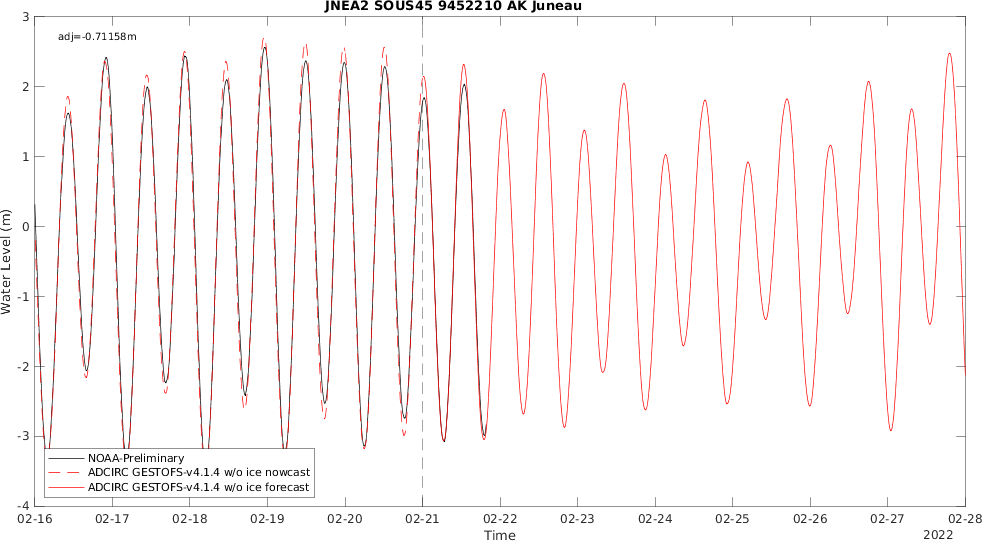 JNEA2 SOUS45 9452210 AK Juneau
adj=-0.71158m
3
2
1
0
-1
-2
-3
-4
Water Level (m)
NOAA-Preliminary
ADCIRC GESTOFS-v4.1.4 w/o ice nowcast
ADCIRC GESTOFS-v4.1.4 w/o ice forecast
02-16 02-17 02-18 02-19 02-20 02-21 02-22 02-23 02-24 02-25 02-26 02-27 02-28
Time
2022